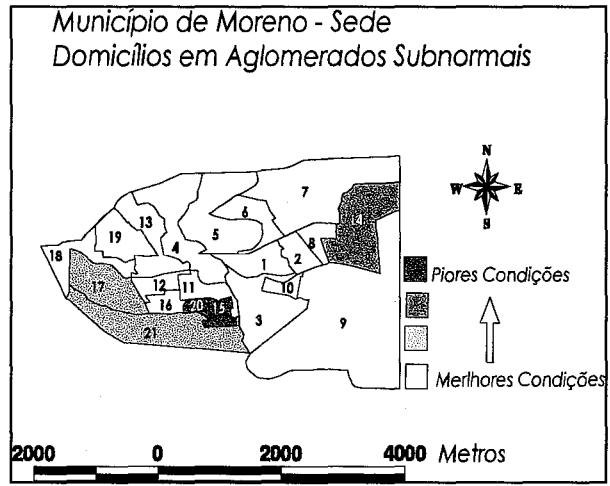 Município de Moreno - Sede
Domicílios em Aglomerados Subnormais
N
W E
S
7
14
6
13
5
8
19
4
18
1
2
17
12
11
10
16
20
15
3
9
21
Piores Condições
Merlhores Condições
2000 0 2000 4000 Metros